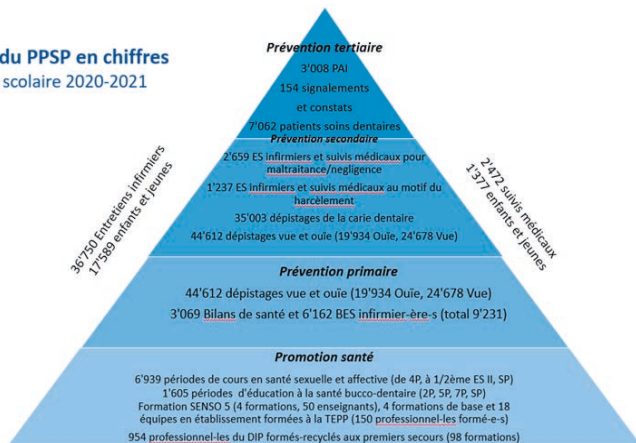 du PPSP en chiffres
scolaire 2020-2021
Prévention tertiaire
3'008 PAI
154 signalements
et constats
7'062 patients soins dentaires
Prévention secondaire
2'659 ES infirmiers et suivis médicaux pour
maltraitance/negligence
1'237 ES Infirmiers et suivis médicaux au motif du
harcèlement
35'003 dépistages de la carie dentaire
44'612 dépistages vue et ouïe (19'934 Ouïe, 24'678 Vue)
36'750 Entretiens infirmiers
17'589 enfants et jeunes
2'472 suivis médicaux
1'377 enfants et jeunes
Prévention primaire
44'612 dépistages vue et ouïe (19'934 Ouïe, 24'678 Vue)
3'069 Bilans de santé et 6'162 BES infirmier-ère-s (total 9'231)
Promotion santé
6'939 périodes de cours en santé sexuelle et affective (de 4P, à 1/2ème ES II, SP)
1'605 périodes d'éducation à la santé bucco-dentaire (2P, 5P, 7P, SP)
Formation SENSO 5 (4 formations, 50 enseignants), 4 formations de base et 18
équipes en établissement formées à la TEPP (150 professionnel-les formé-e-s)
954 professionnel-les du DIP formés-recyclés aux premiers secours (98 formations)